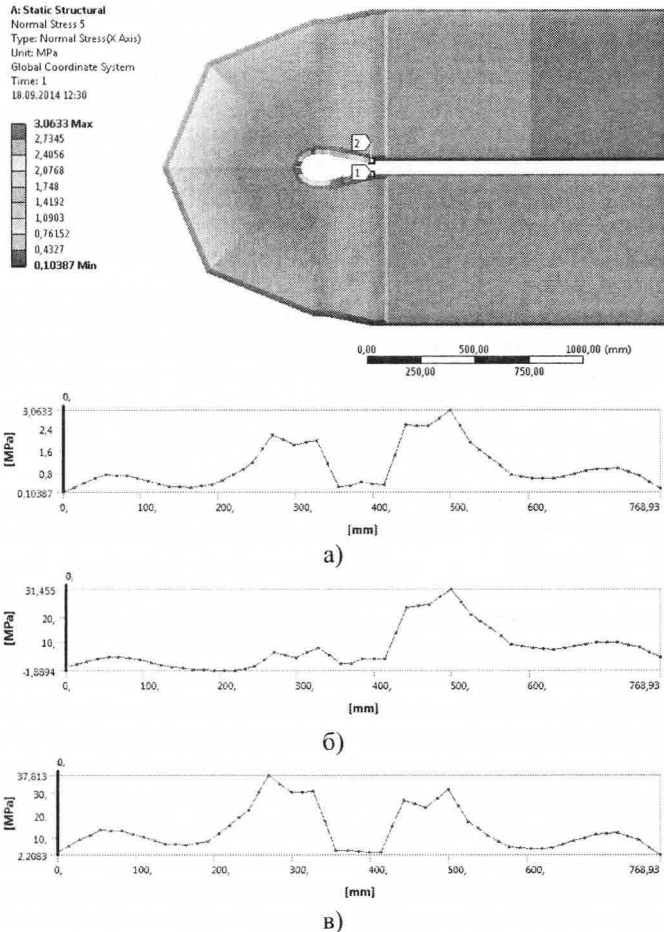 A: Static Structural
Normal Stress 5
Type: Normal Stress(X Axis)
Unit: MPa
Global Coordinate System
Time: 1
18.09.2014 12:30
3,0633 Max
2,7345
2,4056
2,0768
1,748
1,4192
1,0903
0,76152
0,4327
0,10387 Min
2
1
0,00 500,00 1000,00 (mm)
250,00 750,00
0,
3,0633
2,4
1,6
0,8
0,10387
[MPa]
0, 100, 200, 300, 400, 500, 600, 768,93
[mm]
а)
0,
31,455
20,
10,
-1,8894
[MPa]
0, 100, 200, 300, 400, 500, 600, 768,93
[mm]
б)
0,
37,813
30,
20,
10,
2,2083
[MPa]
0, 100, 200, 300, 400, 500, 600, 768,93
[mm]
в)